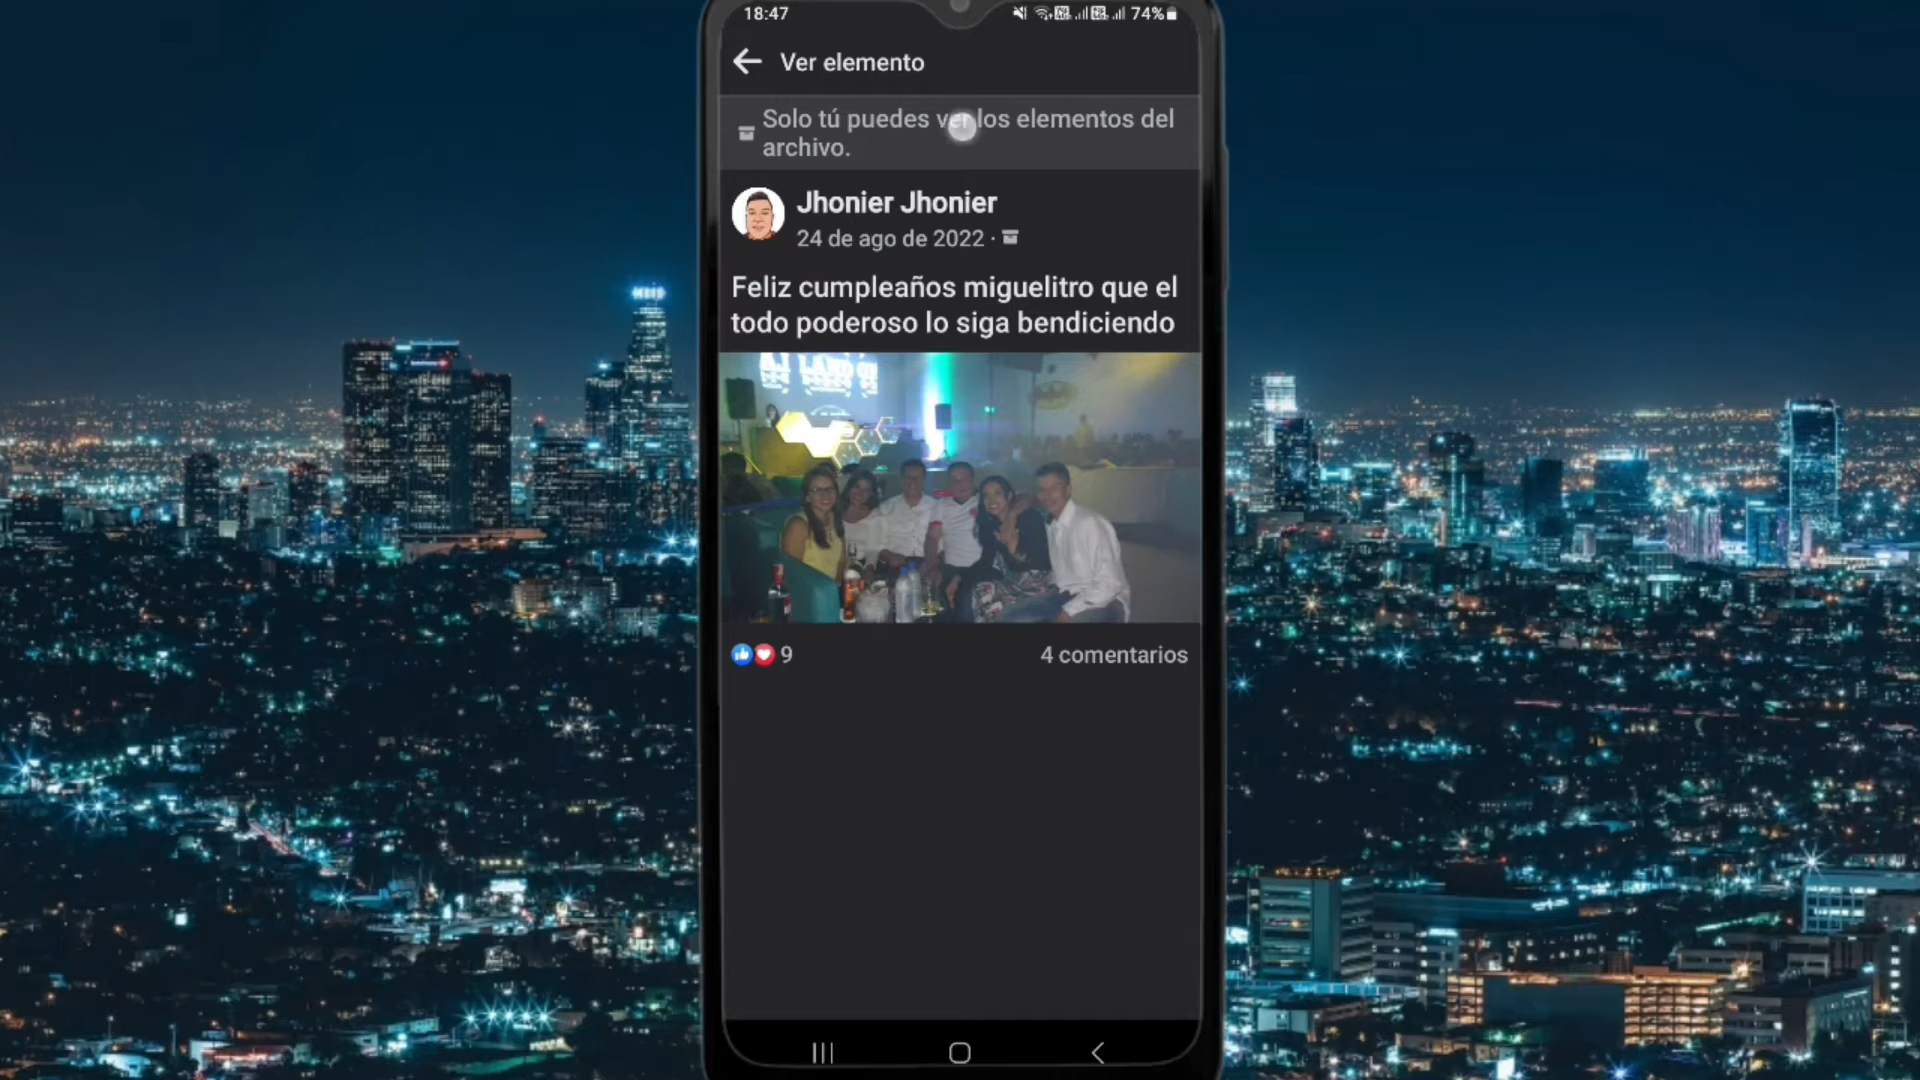 18:47
74%
Ver elemento
Solo tú puedes ver los elementos del
archivo.
Jhonier Jhonier
24 de ago de 2022 ·
Feliz cumpleaños miguelitro que el
todo poderoso lo siga bendiciendo
9
4 comentarios